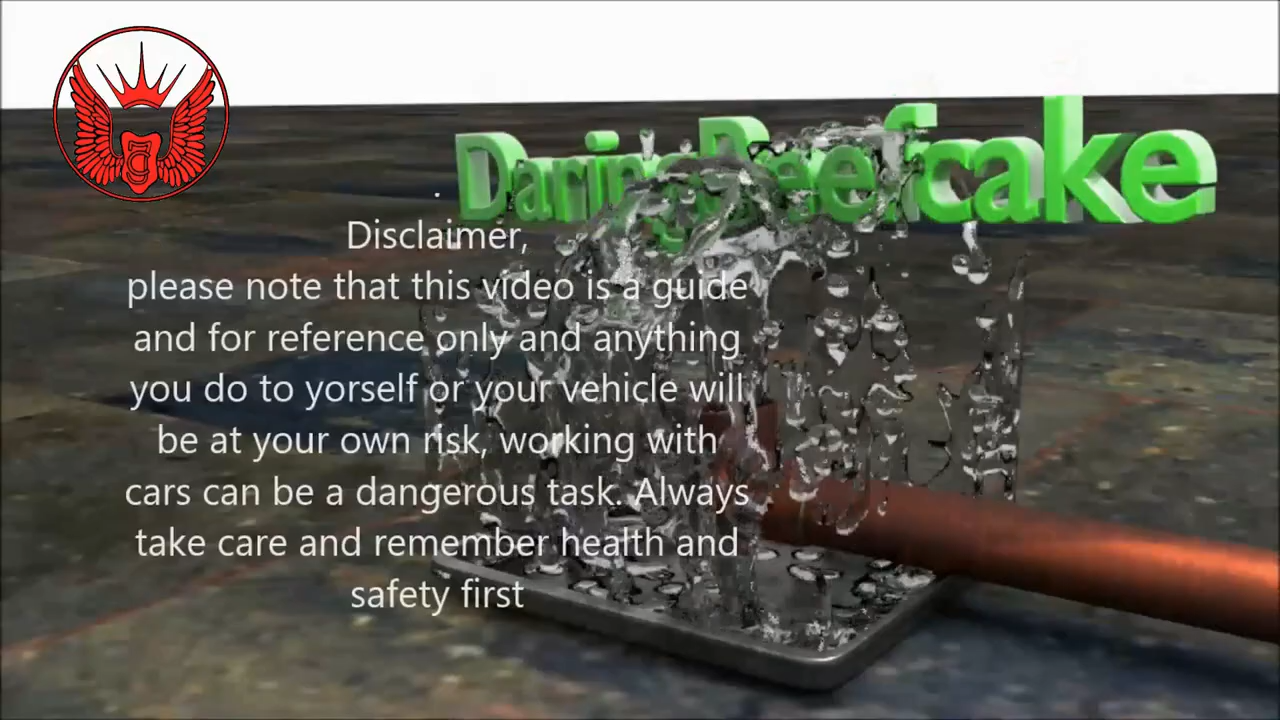 Daring Beefcake
.
Disclaimer,
please note that this video is a guide
and for reference only and anything
you do to yorself or your vehicle will
be at your own risk, working with
cars can be a dangerous task. Always
take care and remember health and
safety first